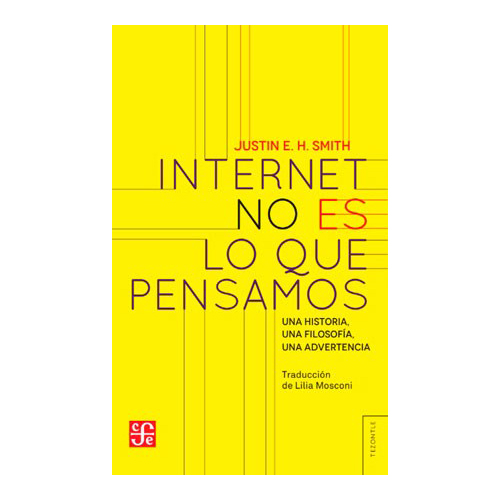 JUSTIN E. H. SMITH
INTERNET
NO ES
LO QUE
PENSAMOS
UNA HISTORIA,
UNA FILOSOFÍA,
UNA ADVERTENCIA
Traducción
de Lilia Mosconi
cfe
TEZONTLE